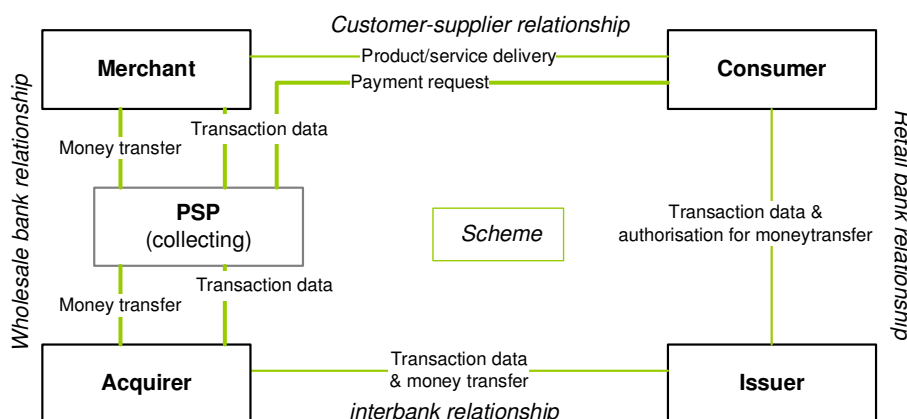 Customer-supplier relationship
Product/service delivery
Merchant
Consumer
Payment request
Transaction data
Money transfer
Wholesale bank relationship
Retail bank relationship
PSP
(collecting)
Scheme
Transaction data &
authorisation for moneytransfer
Transaction data
Money transfer
Transaction data
& money transfer
Acquirer
Issuer
interbank relationship